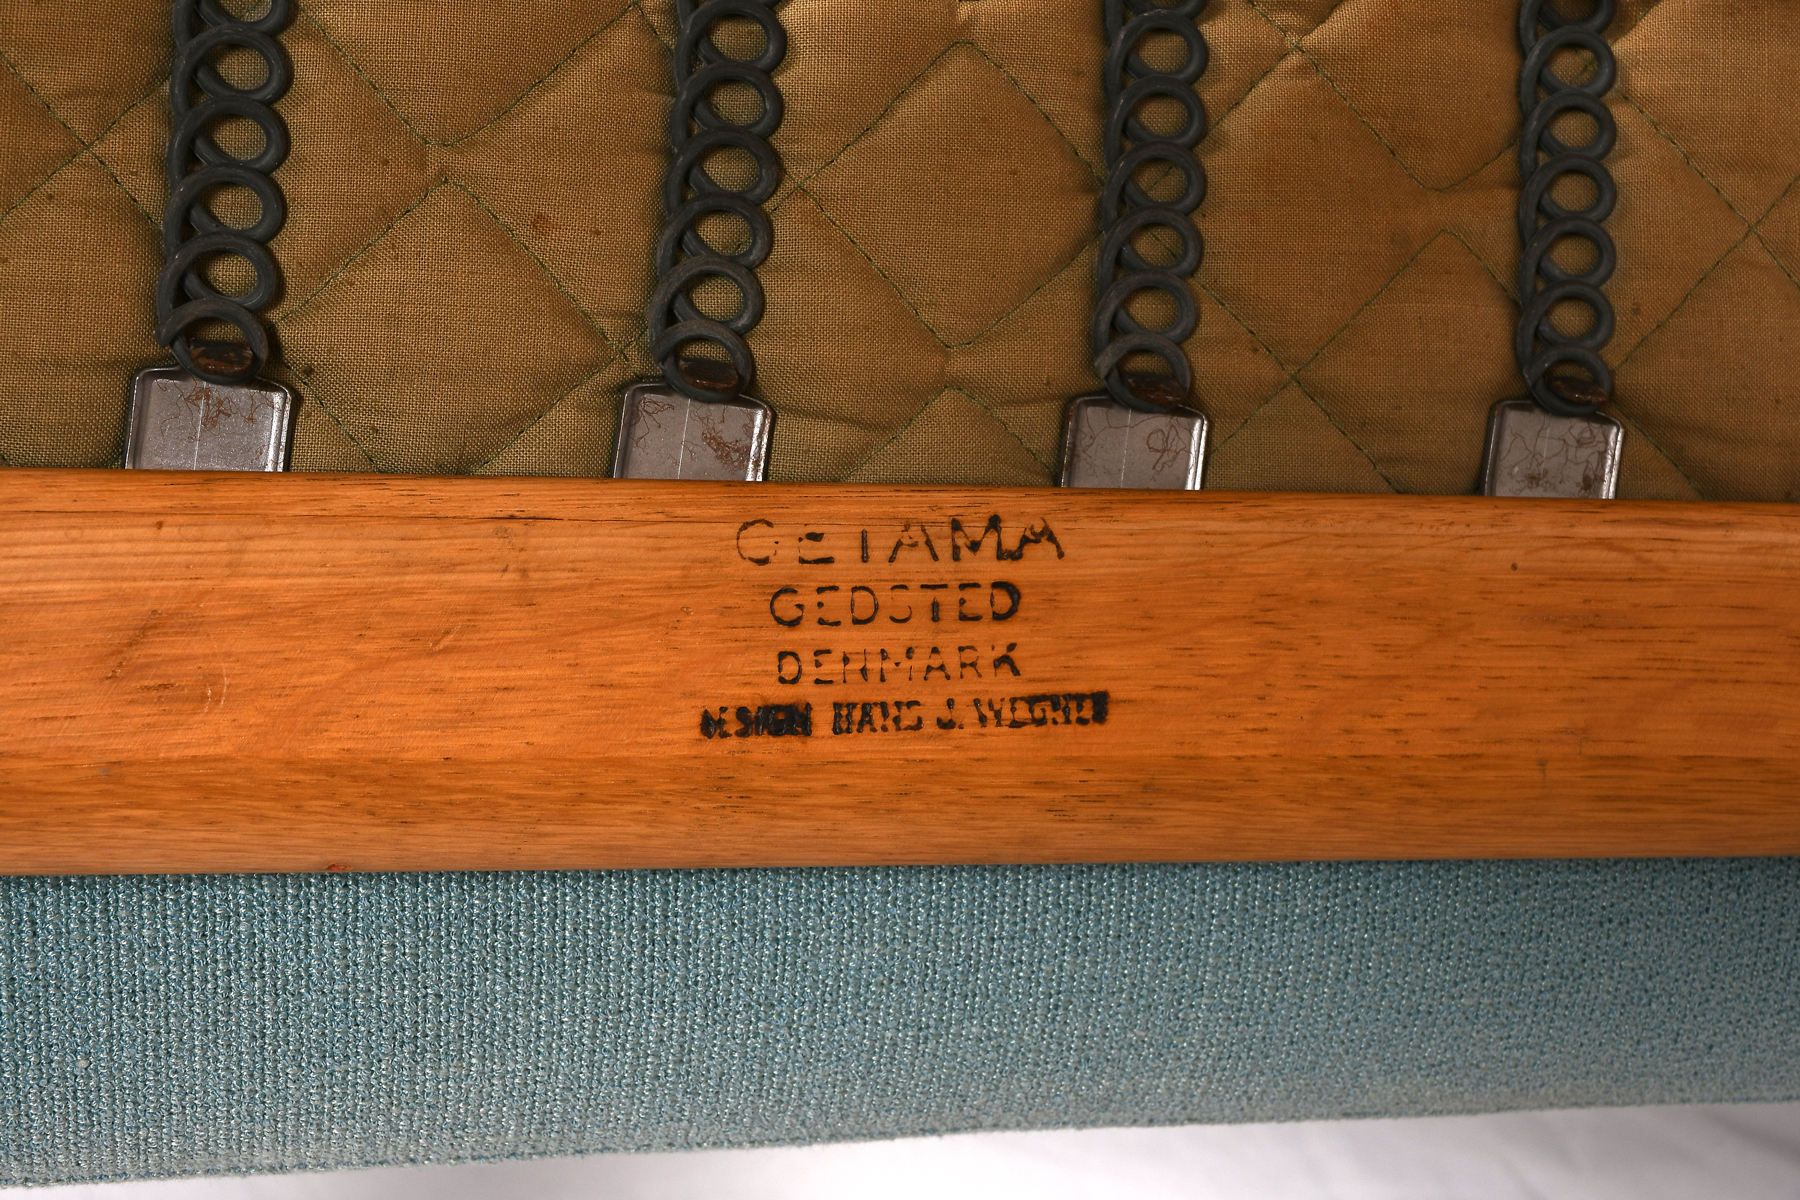 GETAMA
GEDSTED
DENMARK
DESIGN HANS J. WEGNER